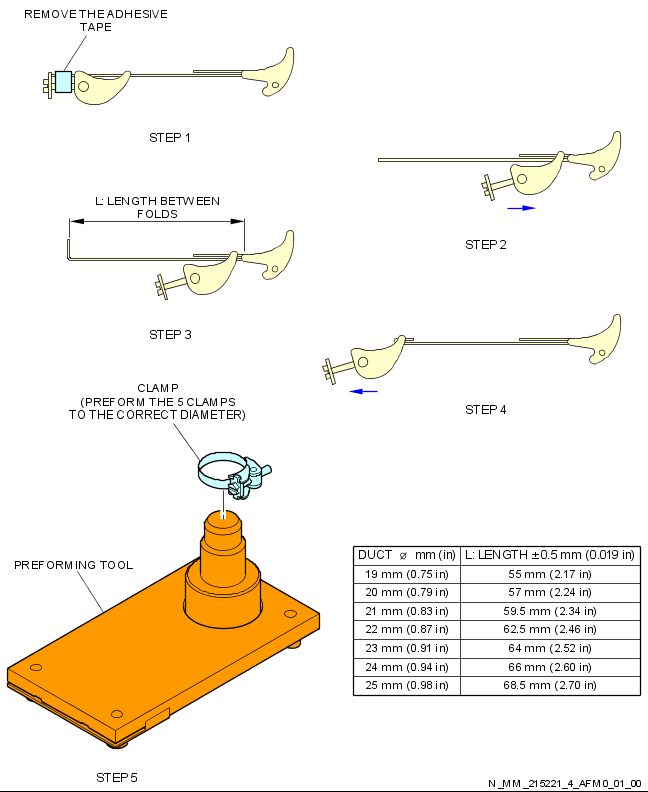 REMOVE THE ADHESIVE
TAPE
STEP 1
STEP 2
L: LENGTH BETWEEN
FOLDS
STEP 3
STEP 4
CLAMP
(PREFORM THE 5 CLAMPS
TO THE CORRECT DIAMETER)
PREFORMING TOOL
STEP 5
DUCT ⌀ mm (in) L: LENGTH ±0.5 mm (0.019 in)
19 mm (0.75 in) 55 mm (2.17 in)
20 mm (0.79 in) 57 mm (2.24 in)
21 mm (0.83 in) 59.5 mm (2.34 in)
22 mm (0.87 in) 62.5 mm (2.46 in)
23 mm (0.91 in) 64 mm (2.52 in)
24 mm (0.94 in) 66 mm (2.60 in)
25 mm (0.98 in) 68.5 mm (2.70 in)
N_MM_215221_4_AFM0_01_00